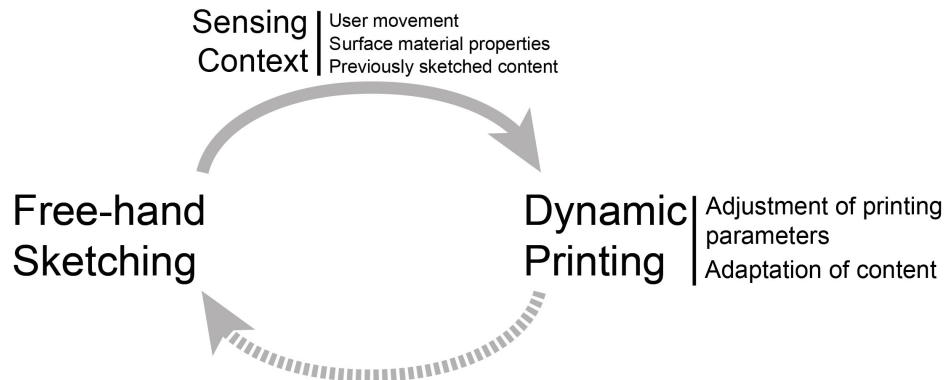 Sensing
Context
User movement
Surface material properties
Previously sketched content
Free-hand
Sketching
Dynamic
Printing
Adjustment of printing
parameters
Adaptation of content